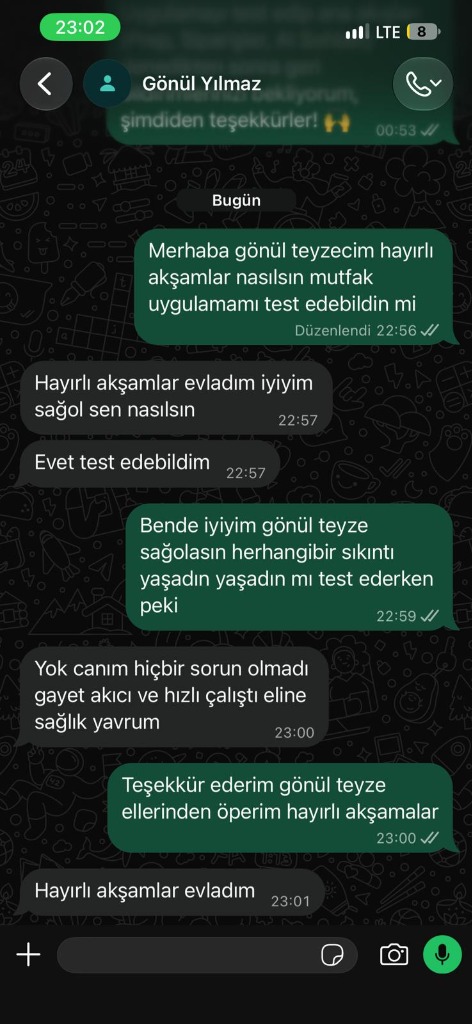 23:02
LTE 8
Gönül Yılmaz
şimdiden teşekkürler! 🙌
00:53
Bugün
Merhaba gönül teyzecim hayırlı
akşamlar nasılsın mutfak
uygulamamı test edebildin mi
Düzenlendi 22:56
Hayırlı akşamlar evladım iyiyim
sağol sen nasılsın
22:57
Evet test edebildim
22:57
Bende iyiyim gönül teyze
sağolasın herhangibir sıkıntı
yaşadın yaşadın mı test ederken
peki
22:59
Yok canım hiçbir sorun olmadı
gayet akıcı ve hızlı çalıştı eline
sağlık yavrum
23:00
Teşekkür ederim gönül teyze
ellerinden öperim hayırlı akşamalar
23:00
Hayırlı akşamlar evladım
23:01